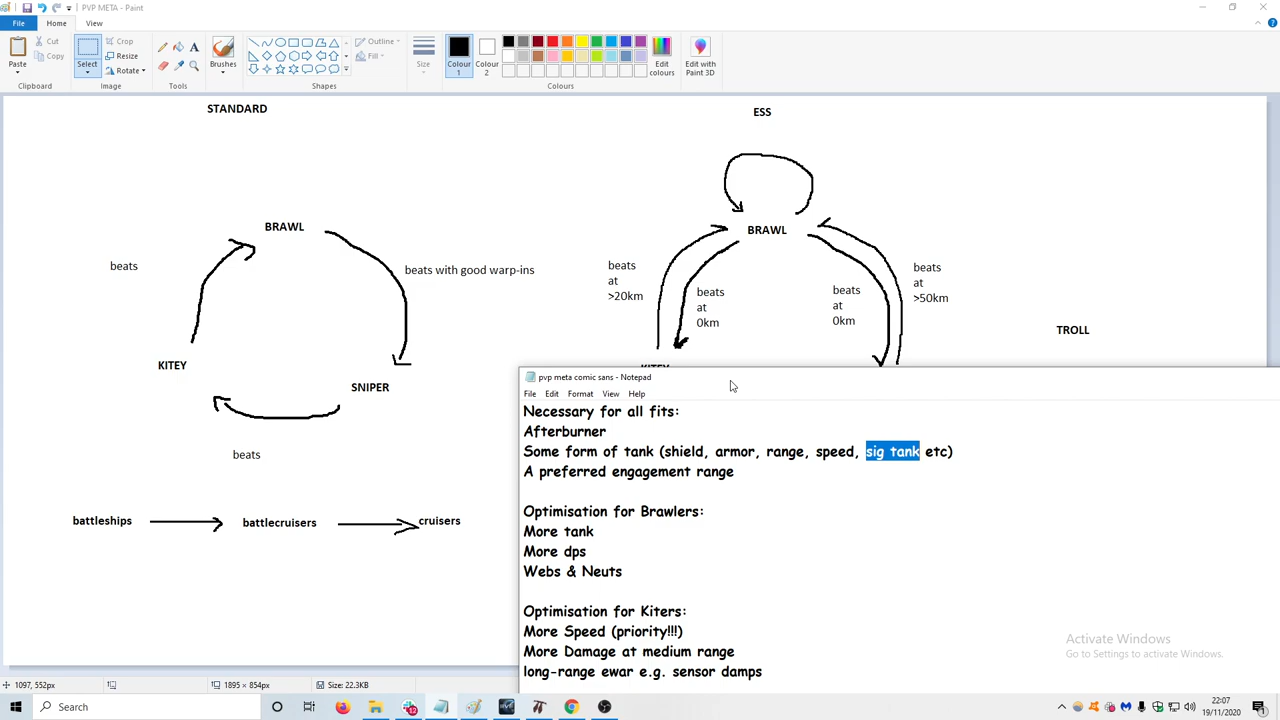 PVP META - Paint
File
Home
View
Paste
Cut
Copy
Clipboard
Select
Crop
Resize
Rotate
Image
A
Tools
Brushes
Outline
Fill
Shapes
Size
Colour 1
Colour 2
Edit colours
Colours
Edit with Paint 3D
STANDARD
ESS
BRAWL
beats
beats with good warp-ins
KITEY
SNIPER
beats
battleships
battlecruisers
cruisers
BRAWL
beats
at
>20km
beats
at
0km
beats
at
0km
beats
at
>50km
TROLL
KITEY
pvp meta comic sans - Notepad
File Edit Format View Help
Necessary for all fits:
Afterburner
Some form of tank (shield, armor, range, speed, sig tank etc)
A preferred engagement range
Optimisation for Brawlers:
More tank
More dps
Webs & Neuts
Optimisation for Kiters:
More Speed (priority!!!)
More Damage at medium range
long-range ewar e.g. sensor damps
Activate Windows
Go to Settings to activate Windows.
1895 × 854px
Size: 22.3KB
Search
12
22:07
19/11/2020
1